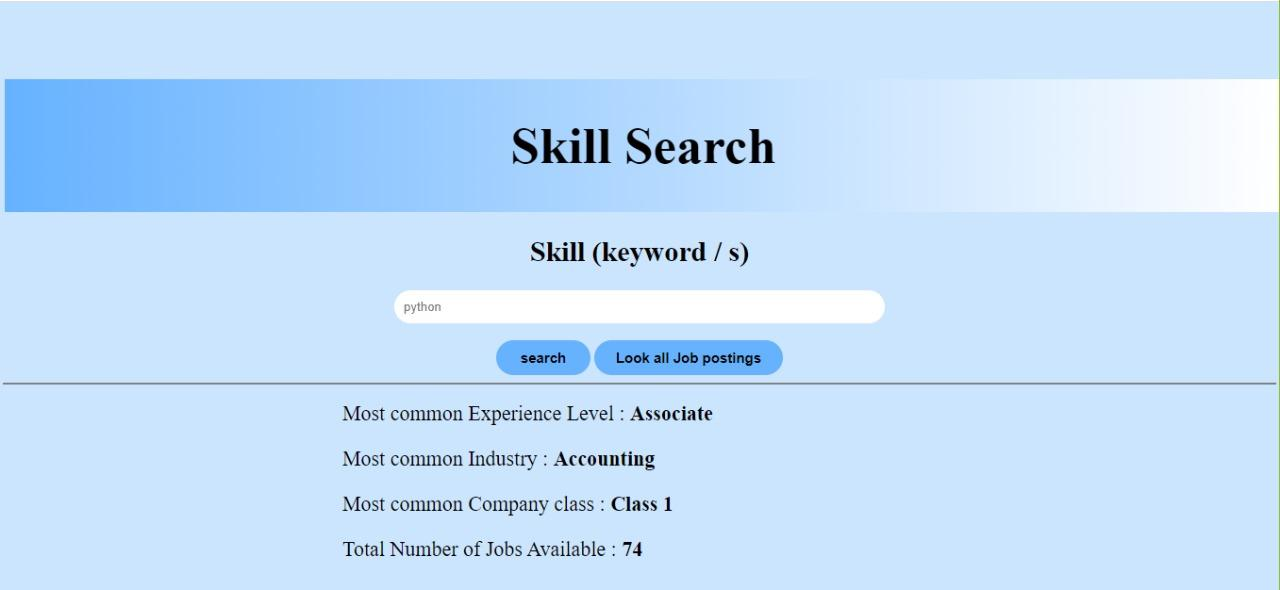 Skill Search
Skill (keyword / s)
python
search Look all Job postings
Most common Experience Level : Associate
Most common Industry : Accounting
Most common Company class : Class 1
Total Number of Jobs Available : 74